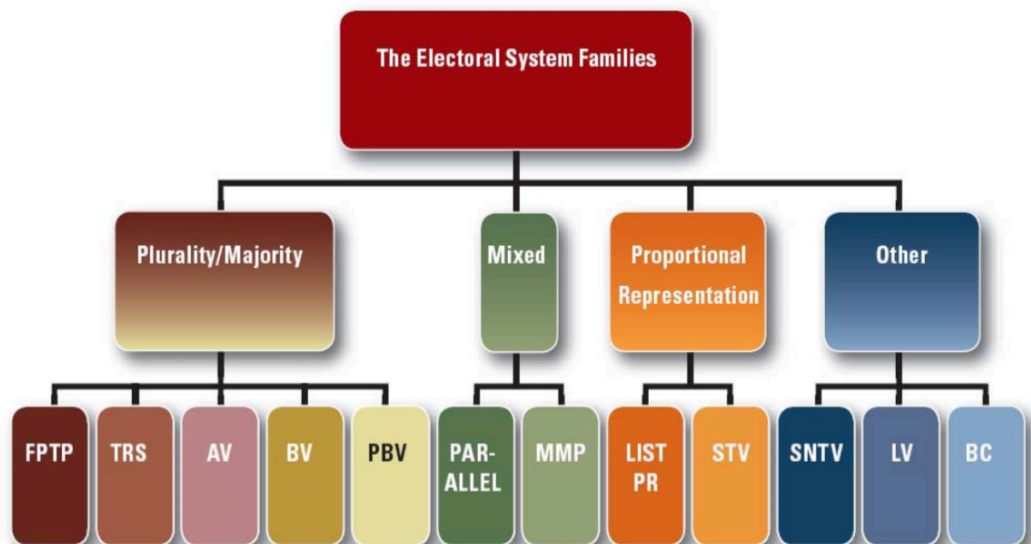 The Electoral System Families
Plurality/Majority
Mixed
Proportional
Representation
Other
FPTP
TRS
AV
BV
PBV
PAR-
ALLEL
MMP
LIST
PR
STV
SNTV
LV
BC